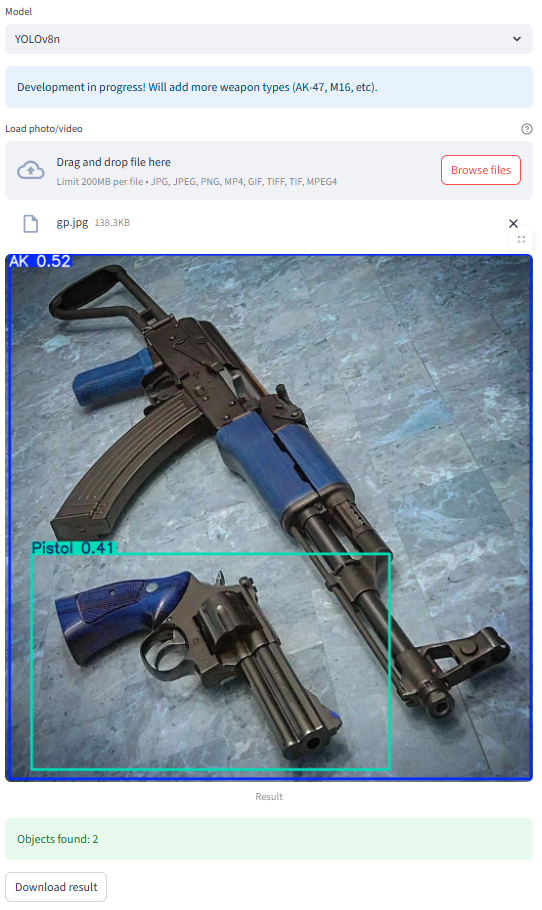 Model
YOLOv8n
Development in progress! Will add more weapon types (AK-47, M16, etc).
Load photo/video
Drag and drop file here
Limit 200MB per file • JPG, JPEG, PNG, MP4, GIF, TIFF, TIF, MPEG4
Browse files
gp.jpg 138.3KB
AK 0.52
Pistol 0.41
Result
Objects found: 2
Download result